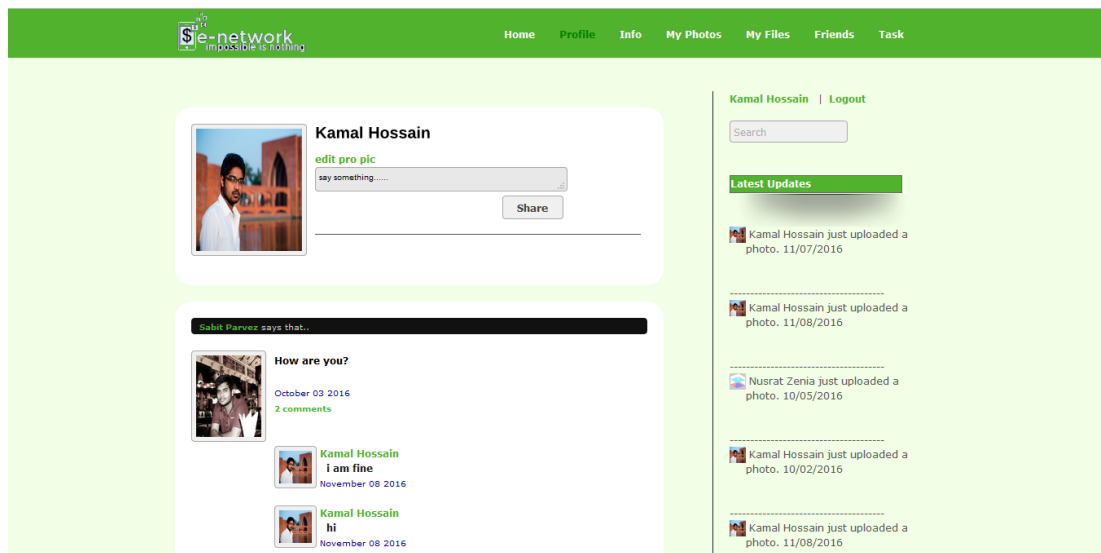 $e-network
impossible is nothing
Home Profile Info My Photos My Files Friends Task
Kamal Hossain
edit pro pic
say something......
Share
Sabit Parvez says that..
How are you?
October 03 2016
2 comments
Kamal Hossain
i am fine
November 08 2016
Kamal Hossain
hi
November 08 2016
Kamal Hossain | Logout
Search
Latest Updates
Kamal Hossain just uploaded a
photo. 11/07/2016
--------------------------------------
Kamal Hossain just uploaded a
photo. 11/08/2016
--------------------------------------
Nusrat Zenia just uploaded a
photo. 10/05/2016
--------------------------------------
Kamal Hossain just uploaded a
photo. 10/02/2016
--------------------------------------
Kamal Hossain just uploaded a
photo. 11/08/2016